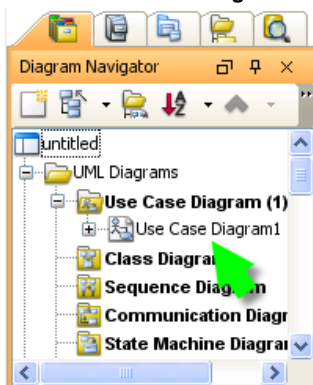 Diagram Navigator
untitled
UML Diagrams
Use Case Diagram (1)
Use Case Diagram1
Class Diagra
Sequence Diag m
Communication Diagr
State Machine Diagrar